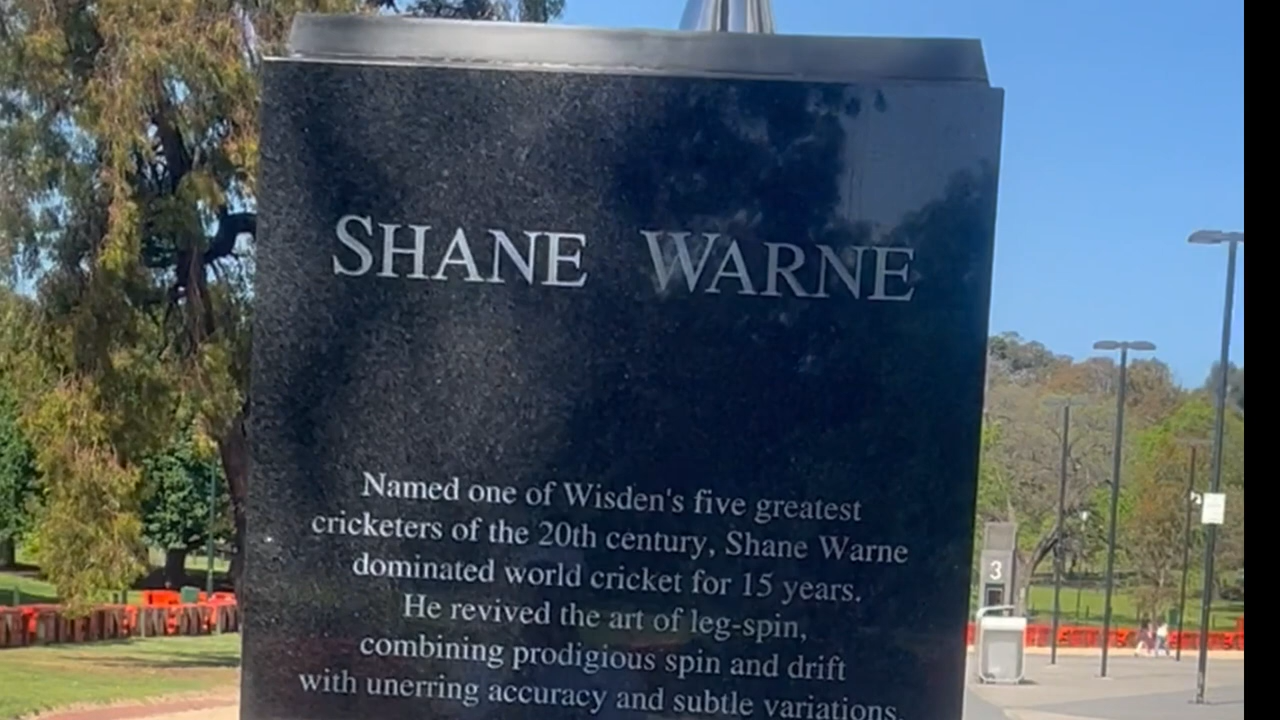 SHANE WARNE
Named one of Wisden's five greatest
cricketers of the 20th century, Shane Warne
dominated world cricket for 15 years.
He revived the art of leg-spin,
combining prodigious spin and drift
with unerring accuracy and subtle variations.
3